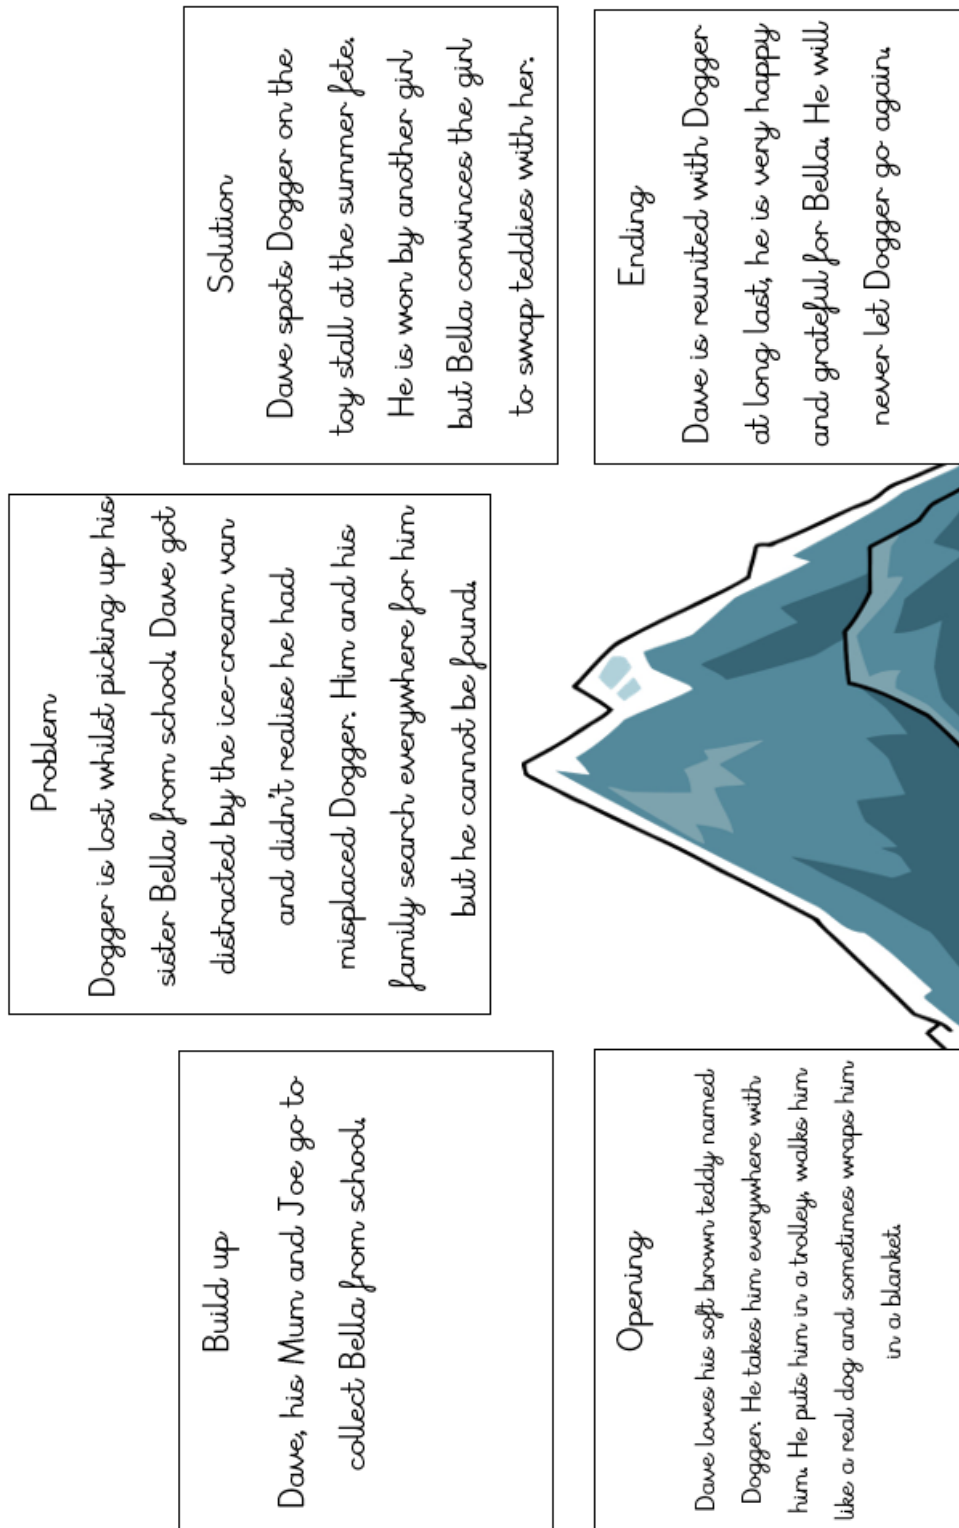 Opening
Dave loves his soft brown teddy named
Dogger. He takes him everywhere with
him. He puts him in a trolley, walks him
like a real dog and sometimes wraps him
in a blanket.
Build up
Dave, his Mum and Joe go to
collect Bella from school.
Problem
Dogger is lost whilst picking up his
sister Bella from school. Dave got
distracted by the ice-cream van
and didn't realise he had
misplaced Dogger. Him and his
family search everywhere for him
but he cannot be found.
Solution
Dave spots Dogger on the
toy stall at the summer fete.
He is won by another girl
but Bella convinces the girl
to swap teddies with her.
Ending
Dave is reunited with Dogger
at long last, he is very happy
and grateful for Bella. He will
never let Dogger go again.